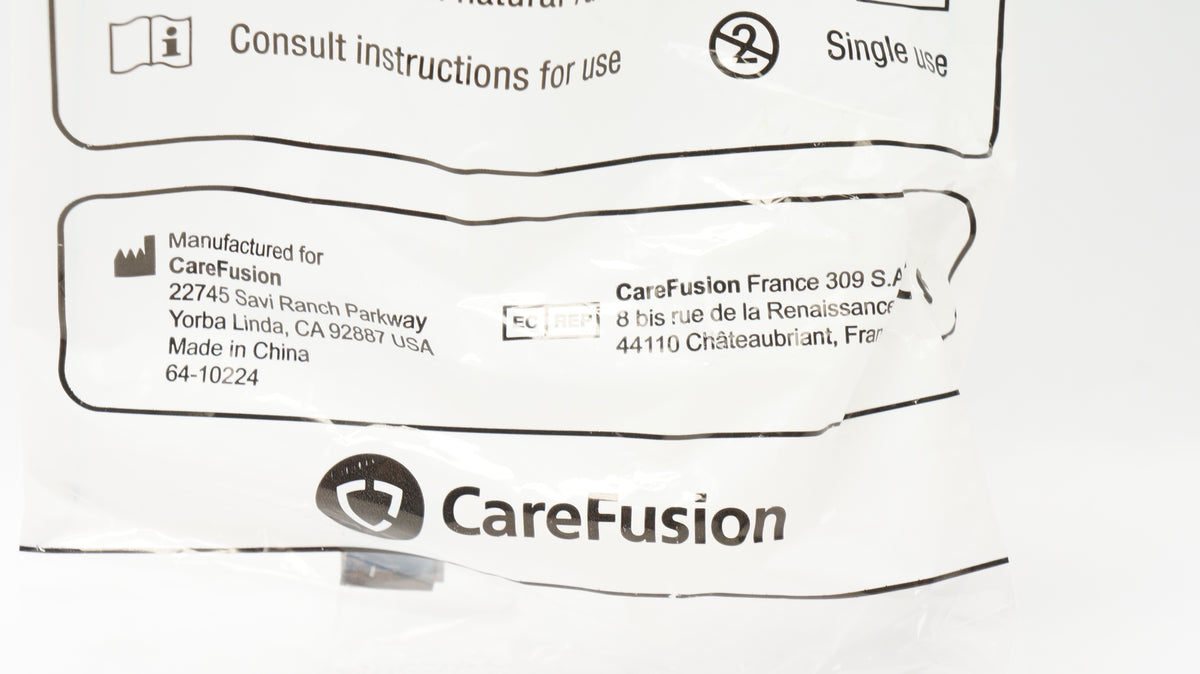 natural
Consult instructions for use
2
Single use
Manufactured for
CareFusion
22745 Savi Ranch Parkway
Yorba Linda, CA 92887 USA
Made in China
64-10224
EC REP
CareFusion France 309 S.A
8 bis rue de la Renaissance
44110 Châteaubriant, Fran
CareFusion